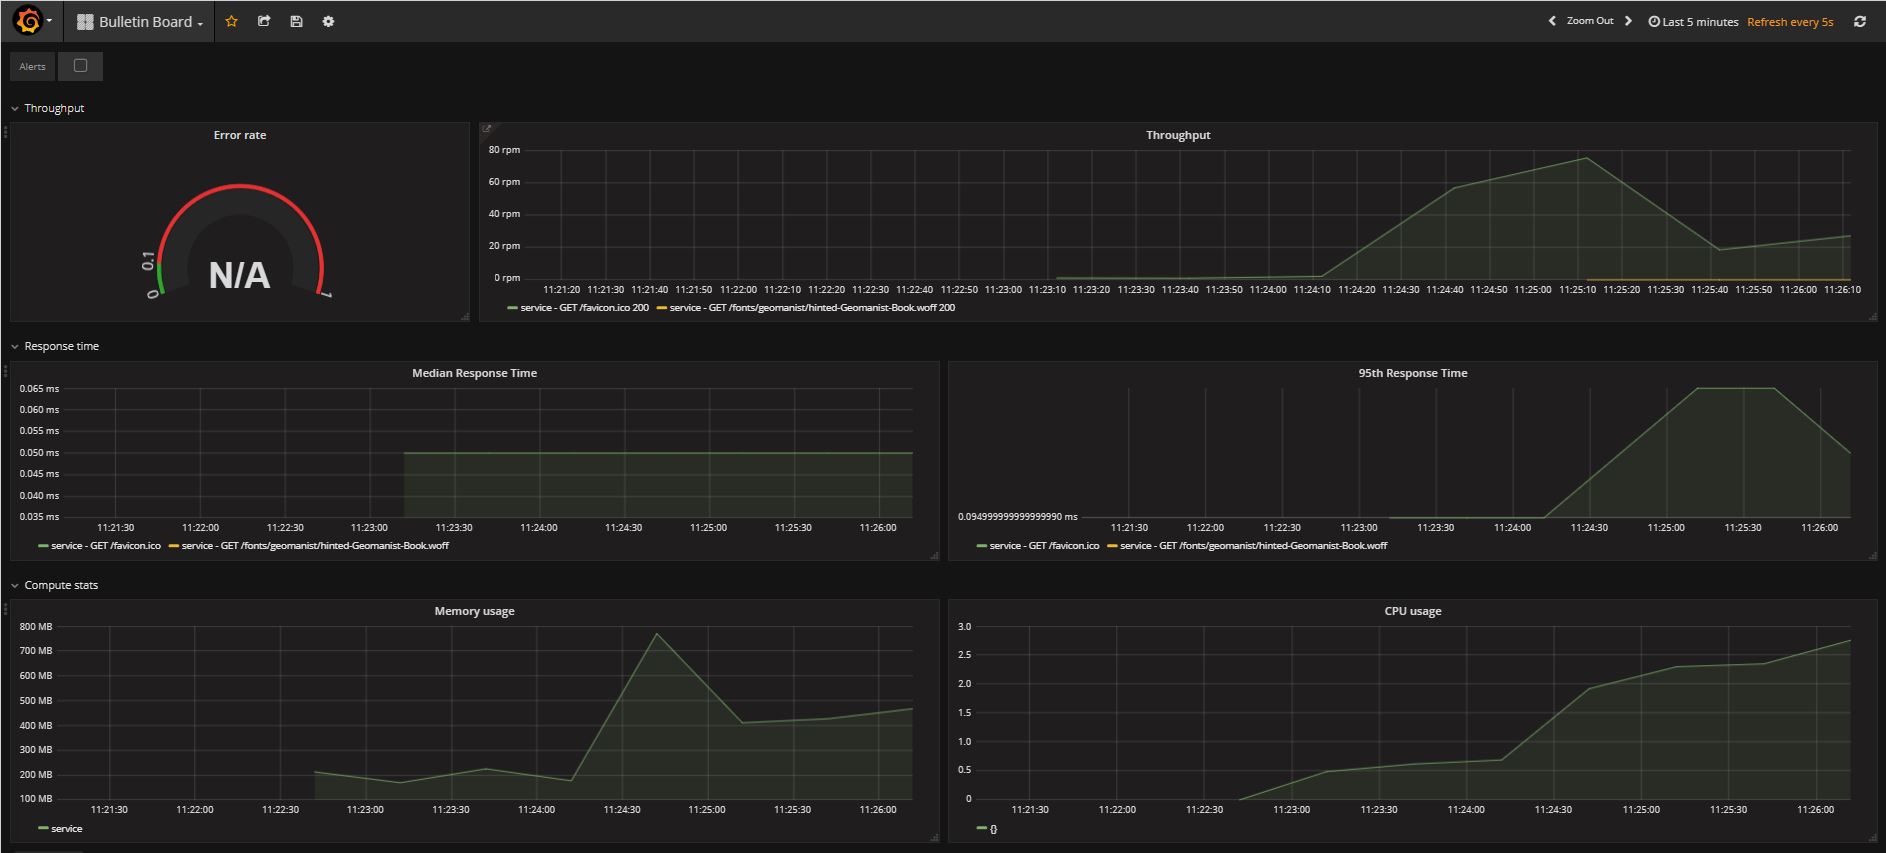 Bulletin Board
Zoom Out
Last 5 minutes
Refresh every 5s
Alerts
Throughput
Error rate
0
0.1
1
N/A
Throughput
80 rpm
60 rpm
40 rpm
20 rpm
0 rpm
11:21:20 11:21:30 11:21:40 11:21:50 11:22:00 11:22:10 11:22:20 11:22:30 11:22:40 11:22:50 11:23:00 11:23:10 11:23:20 11:23:30 11:23:40 11:23:50 11:24:00 11:24:10 11:24:20 11:24:30 11:24:40 11:24:50 11:25:00 11:25:10 11:25:20 11:25:30 11:25:40 11:25:50 11:26:00 11:26:10
service - GET /favicon.ico 200 service - GET /fonts/geomanist/hinted-Geomanist-Book.woff 200
Response time
Median Response Time
0.065 ms
0.060 ms
0.055 ms
0.050 ms
0.045 ms
0.040 ms
0.035 ms
11:21:30 11:22:00 11:22:30 11:23:00 11:23:30 11:24:00 11:24:30 11:25:00 11:25:30 11:26:00
service - GET /favicon.ico service - GET /fonts/geomanist/hinted-Geomanist-Book.woff
95th Response Time
0.094999999999999990 ms
11:21:30 11:22:00 11:22:30 11:23:00 11:23:30 11:24:00 11:24:30 11:25:00 11:25:30 11:26:00
service - GET /favicon.ico service - GET /fonts/geomanist/hinted-Geomanist-Book.woff
Compute stats
Memory usage
800 MB
700 MB
600 MB
500 MB
400 MB
300 MB
200 MB
100 MB
11:21:30 11:22:00 11:22:30 11:23:00 11:23:30 11:24:00 11:24:30 11:25:00 11:25:30 11:26:00
service
CPU usage
3.0
2.5
2.0
1.5
1.0
0.5
0
11:21:30 11:22:00 11:22:30 11:23:00 11:23:30 11:24:00 11:24:30 11:25:00 11:25:30 11:26:00
{}